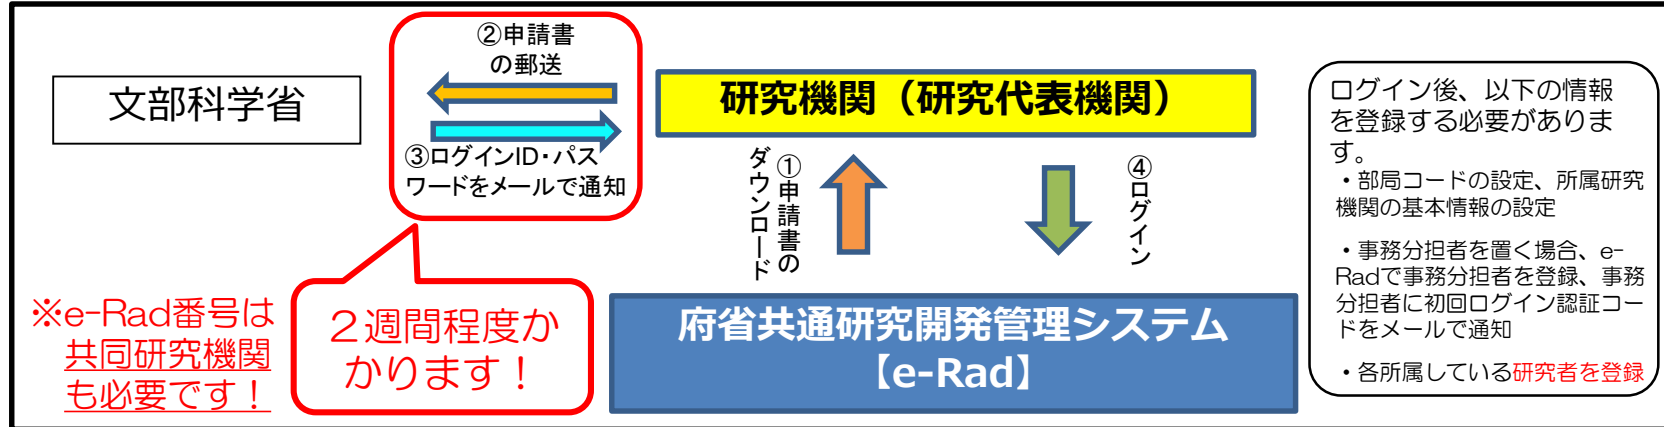 文部科学省
②申請書
の郵送
③ログインID・パス
ワードをメールで通知
研究機関（研究代表機関）
①申請書の
ダウンロード
④ログイン
※e-Rad番号は
共同研究機関
も必要です！
２週間程度か
かります！
府省共通研究開発管理システム
【e-Rad】
ログイン後、以下の情報
を登録する必要がありま
す。
・部局コードの設定、所属研究
機関の基本情報の設定
・事務分担者を置く場合、e-
Radで事務分担者を登録、事務
分担者に初回ログイン認証コー
ドをメールで通知
・各所属している研究者を登録